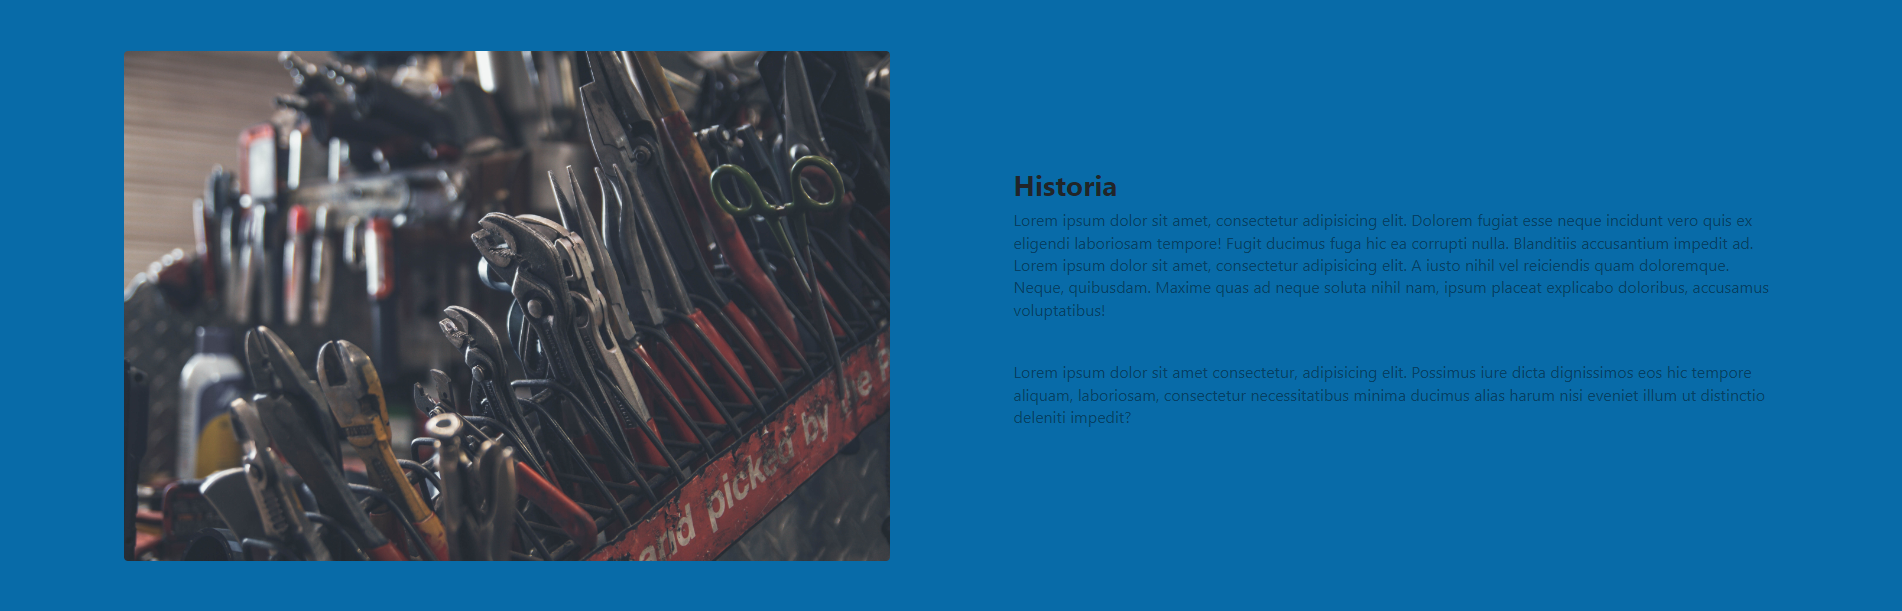 Historia
Lorem ipsum dolor sit amet, consectetur adipisicing elit. Dolorem fugiat esse neque incidunt vero quis ex
eligendi laboriosam tempore! Fugit ducimus fuga hic ea corrupti nulla. Blanditiis accusantium impedit ad.
Lorem ipsum dolor sit amet, consectetur adipisicing elit. A iusto nihil vel reiciendis quam doloremque.
Neque, quibusdam. Maxime quas ad neque soluta nihil nam, ipsum placeat explicabo doloribus, accusamus
voluptatibus!
Lorem ipsum dolor sit amet consectetur, adipisicing elit. Possimus iure dicta dignissimos eos hic tempore
aliquam, laboriosam, consectetur necessitatibus minima ducimus alias harum nisi eveniet illum ut distinctio
deleniti impedit?
and picked by